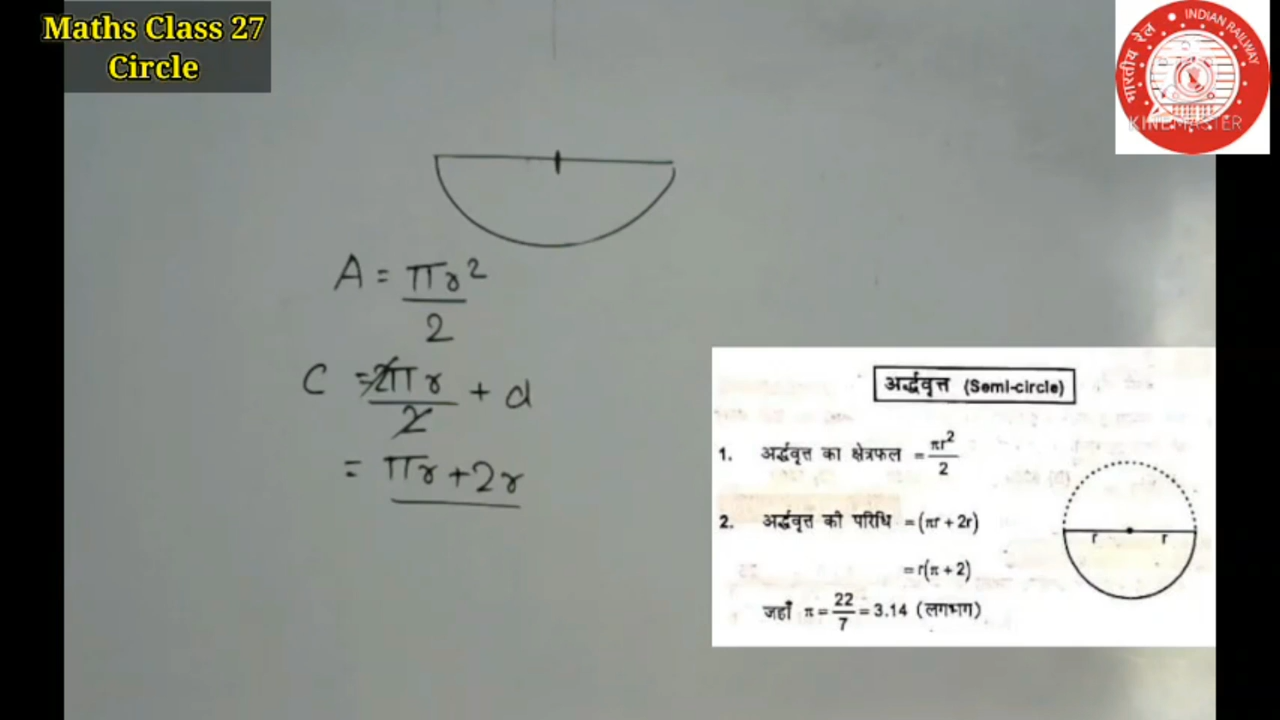 Maths Class 27
Circle
भारतीय रेल
INDIAN RAILWAY
KINEMASTER
A = πr²/2
C = 2πr/2 + d
= πr + 2r
अर्द्धवृत्त (Semi-circle)
1. अर्द्धवृत्त का क्षेत्रफल = πr²/2
2. अर्द्धवृत्त की परिधि = (πr + 2r)
= r(π + 2)
जहाँ π = 22/7 = 3.14 (लगभग)
r r